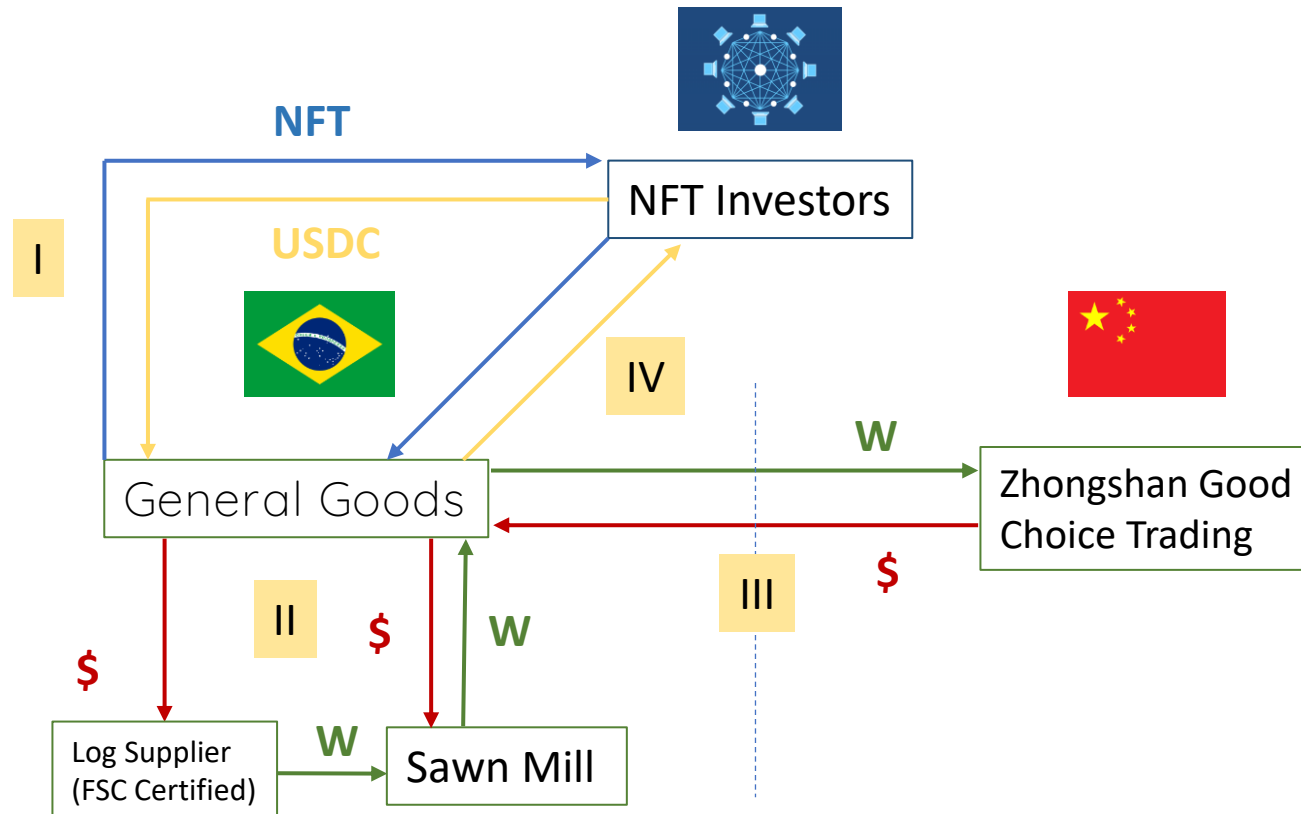 NFT
NFT Investors
I
USDC
IV
W
General Goods
Zhongshan Good
Choice Trading
$
II
$
W
III
$
W
Log Supplier
(FSC Certified)
Sawn Mill